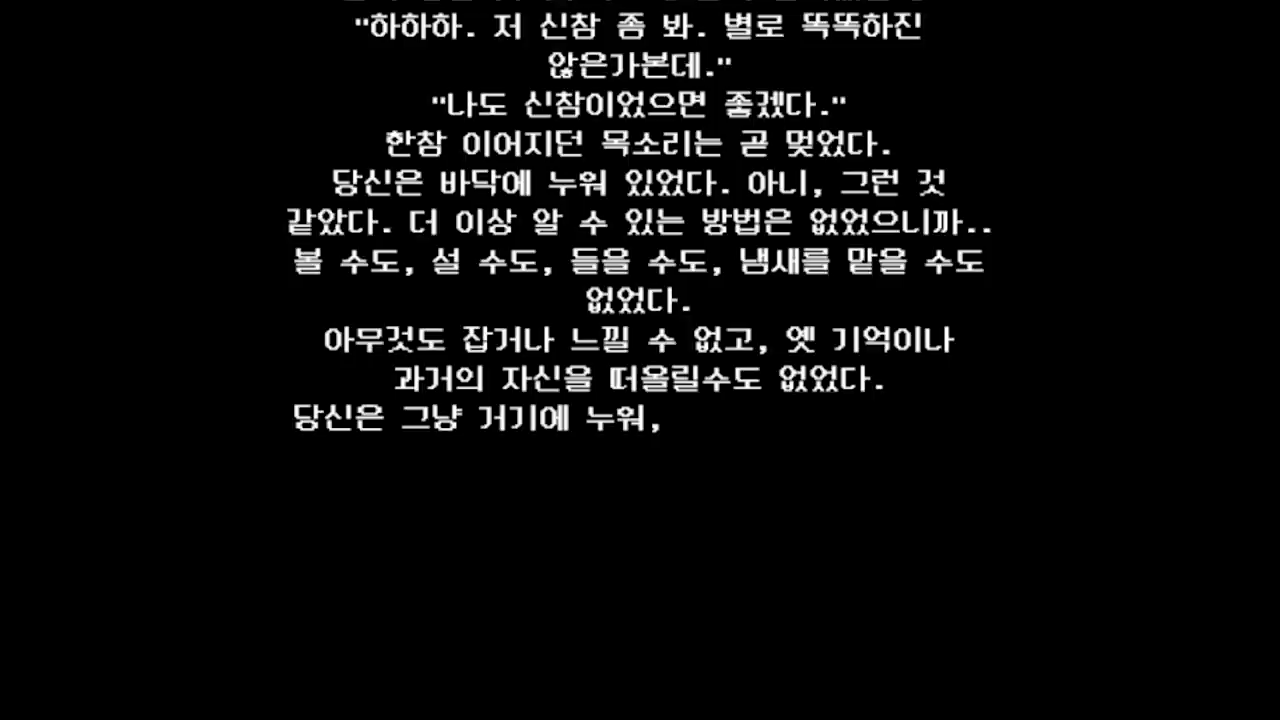 "하하하. 저 신참 좀 봐. 별로 똑똑하진
않은가본데."
"나도 신참이었으면 좋겠다."
한참 이어지던 목소리는 곧 멎었다.
당신은 바닥에 누워 있었다. 아니, 그런 것
같았다. 더 이상 알 수 있는 방법은 없었으니까..
볼 수도, 설 수도, 들을 수도, 냄새를 맡을 수도
없었다.
아무것도 잡거나 느낄 수 없고, 옛 기억이나
과거의 자신을 떠올릴수도 없었다.
당신은 그냥 거기에 누워,